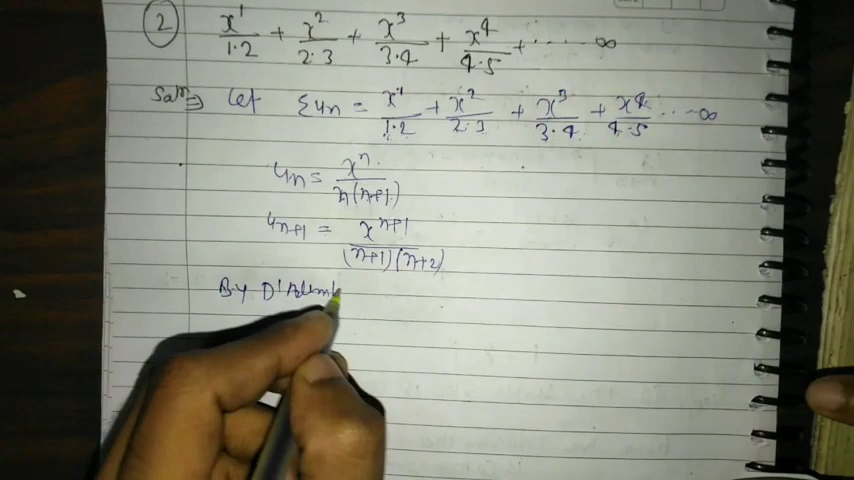 2 x¹/1·2 + x²/2·3 + x³/3·4 + x⁴/4·5 + ..... ∞
Solⁿ⇒ Let Σun = x¹/1·2 + x²/2·3 + x³/3·4 + x⁴/4·5 ... ∞
un = xⁿ/n(n+1)
un+1 = xⁿ⁺¹/(n+1)(n+2)
By D'Alemb